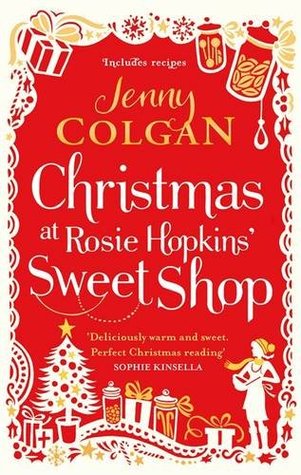 Includes recipes
Jenny
COLGAN
Christmas
at Rosie Hopkins'
Sweet Shop
'Deliciously warm and sweet.
Perfect Christmas reading'
SOPHIE KINSELLA